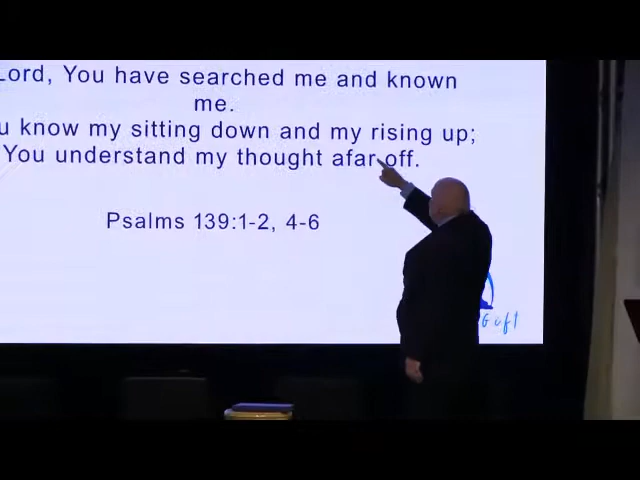 Lord, You have searched me and known
me.
know my sitting down and my rising up;
You understand my thought afar off.
Psalms 139:1-2, 4-6